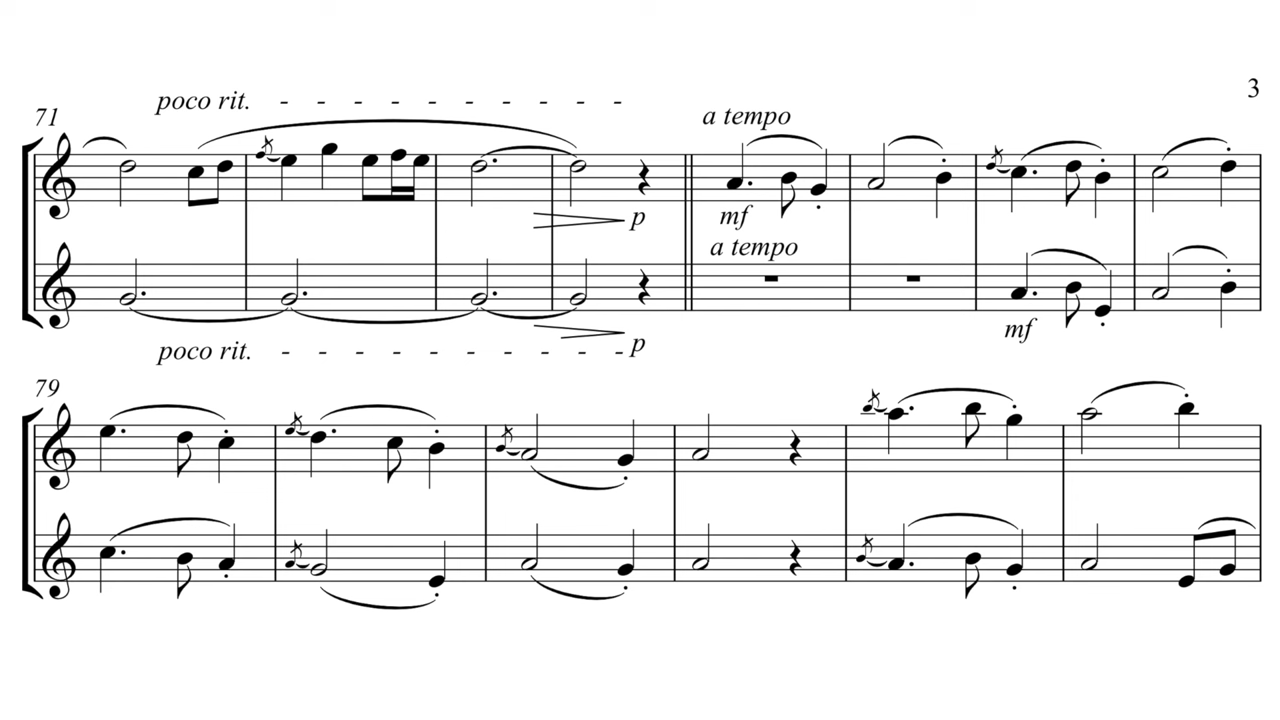 3
poco rit. - - - - - - - - - -
a tempo
71
mf
p
a tempo
mf
p
poco rit. - - - - - - - - - -
79